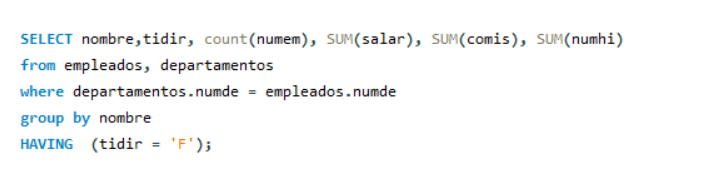 SELECT nombre,tidir, count(numem), SUM(salar), SUM(comis), SUM(numhi)
from empleados, departamentos
where departamentos.numde = empleados.numde
group by nombre
HAVING  (tidir = 'F');